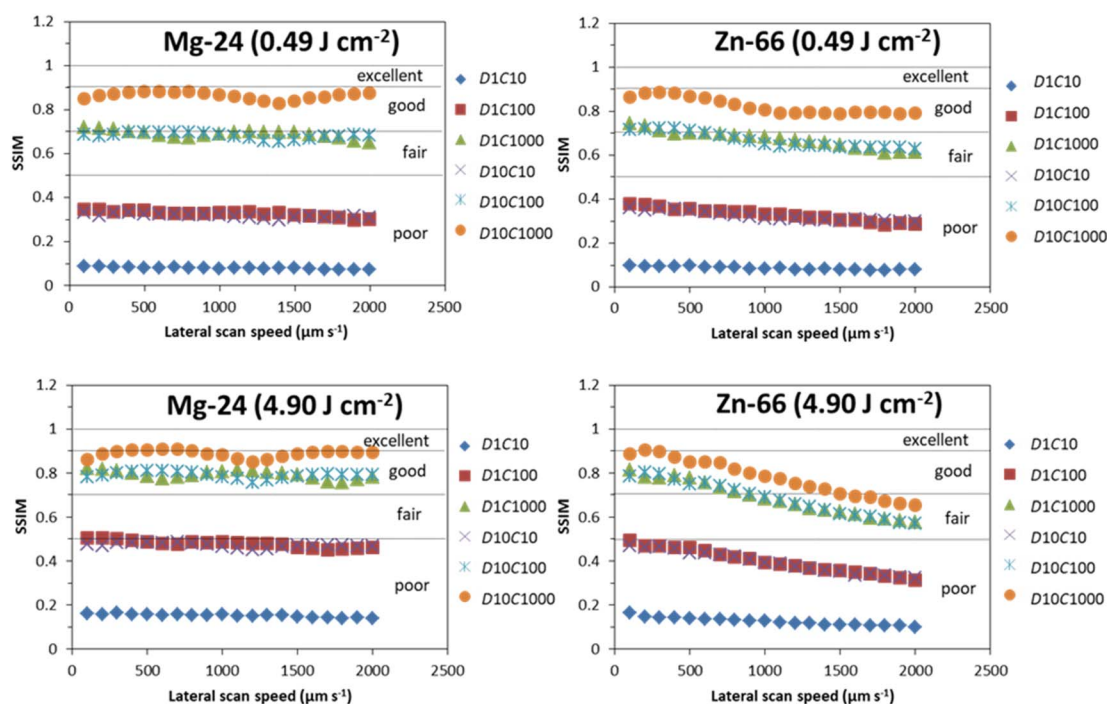 Mg-24 (0.49 J cm-2)
1.2
1
0.8
0.6
0.4
0.2
0
SSIM
excellent
good
fair
poor
0 500 1000 1500 2000 2500
Lateral scan speed (µm s-1)
D1C10
D1C100
D1C1000
D10C10
D10C100
D10C1000
Zn-66 (0.49 J cm-2)
1.2
1
0.8
0.6
0.4
0.2
0
SSIM
excellent
good
fair
poor
0 500 1000 1500 2000 2500
Lateral scan speed (µm s-1)
D1C10
D1C100
D1C1000
D10C10
D10C100
D10C1000
Mg-24 (4.90 J cm-2)
1.2
1
0.8
0.6
0.4
0.2
0
SSIM
excellent
good
fair
poor
0 500 1000 1500 2000 2500
Lateral scan speed (µm s-1)
D1C10
D1C100
D1C1000
D10C10
D10C100
D10C1000
Zn-66 (4.90 J cm-2)
1.2
1
0.8
0.6
0.4
0.2
0
SSIM
excellent
good
fair
poor
0 500 1000 1500 2000 2500
Lateral scan speed (µm s-1)
D1C10
D1C100
D1C1000
D10C10
D10C100
D10C1000